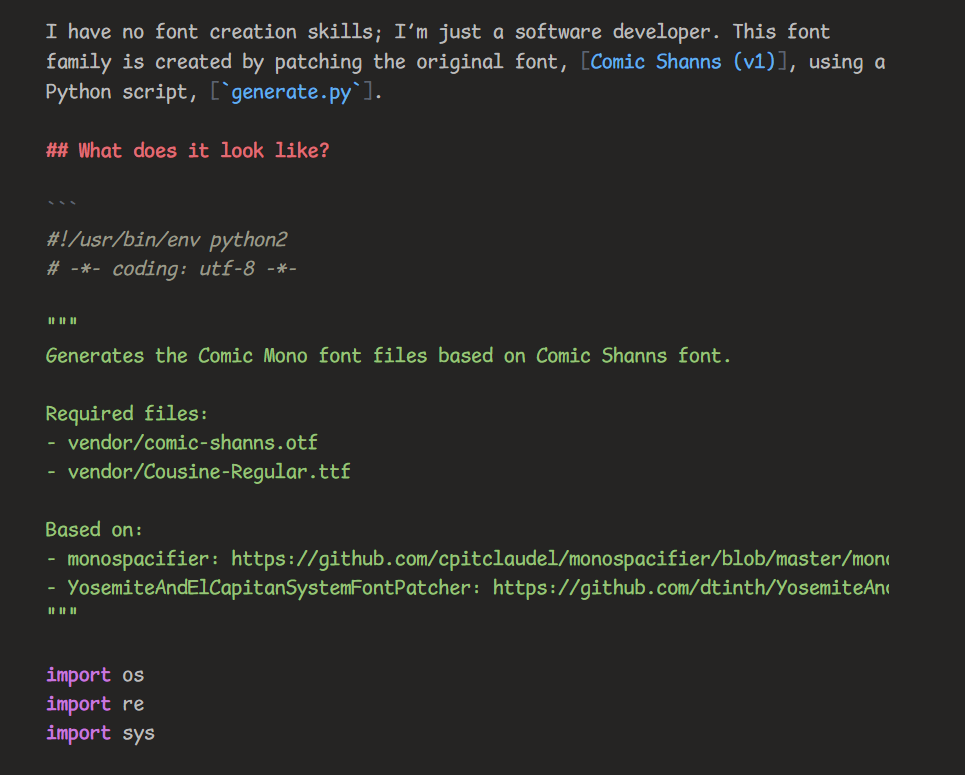 I have no font creation skills; I’m just a software developer. This font
family is created by patching the original font, [Comic Shanns (v1)], using a
Python script, [`generate.py`].
## What does it look like?
```
#!/usr/bin/env python2
# -*- coding: utf-8 -*-
"""
Generates the Comic Mono font files based on Comic Shanns font.
Required files:
- vendor/comic-shanns.otf
- vendor/Cousine-Regular.ttf
Based on:
- monospacifier: https://github.com/cpitclaudel/monospacifier/blob/master/mono
- YosemiteAndElCapitanSystemFontPatcher: https://github.com/dtinth/YosemiteAnd
"""
import os
import re
import sys